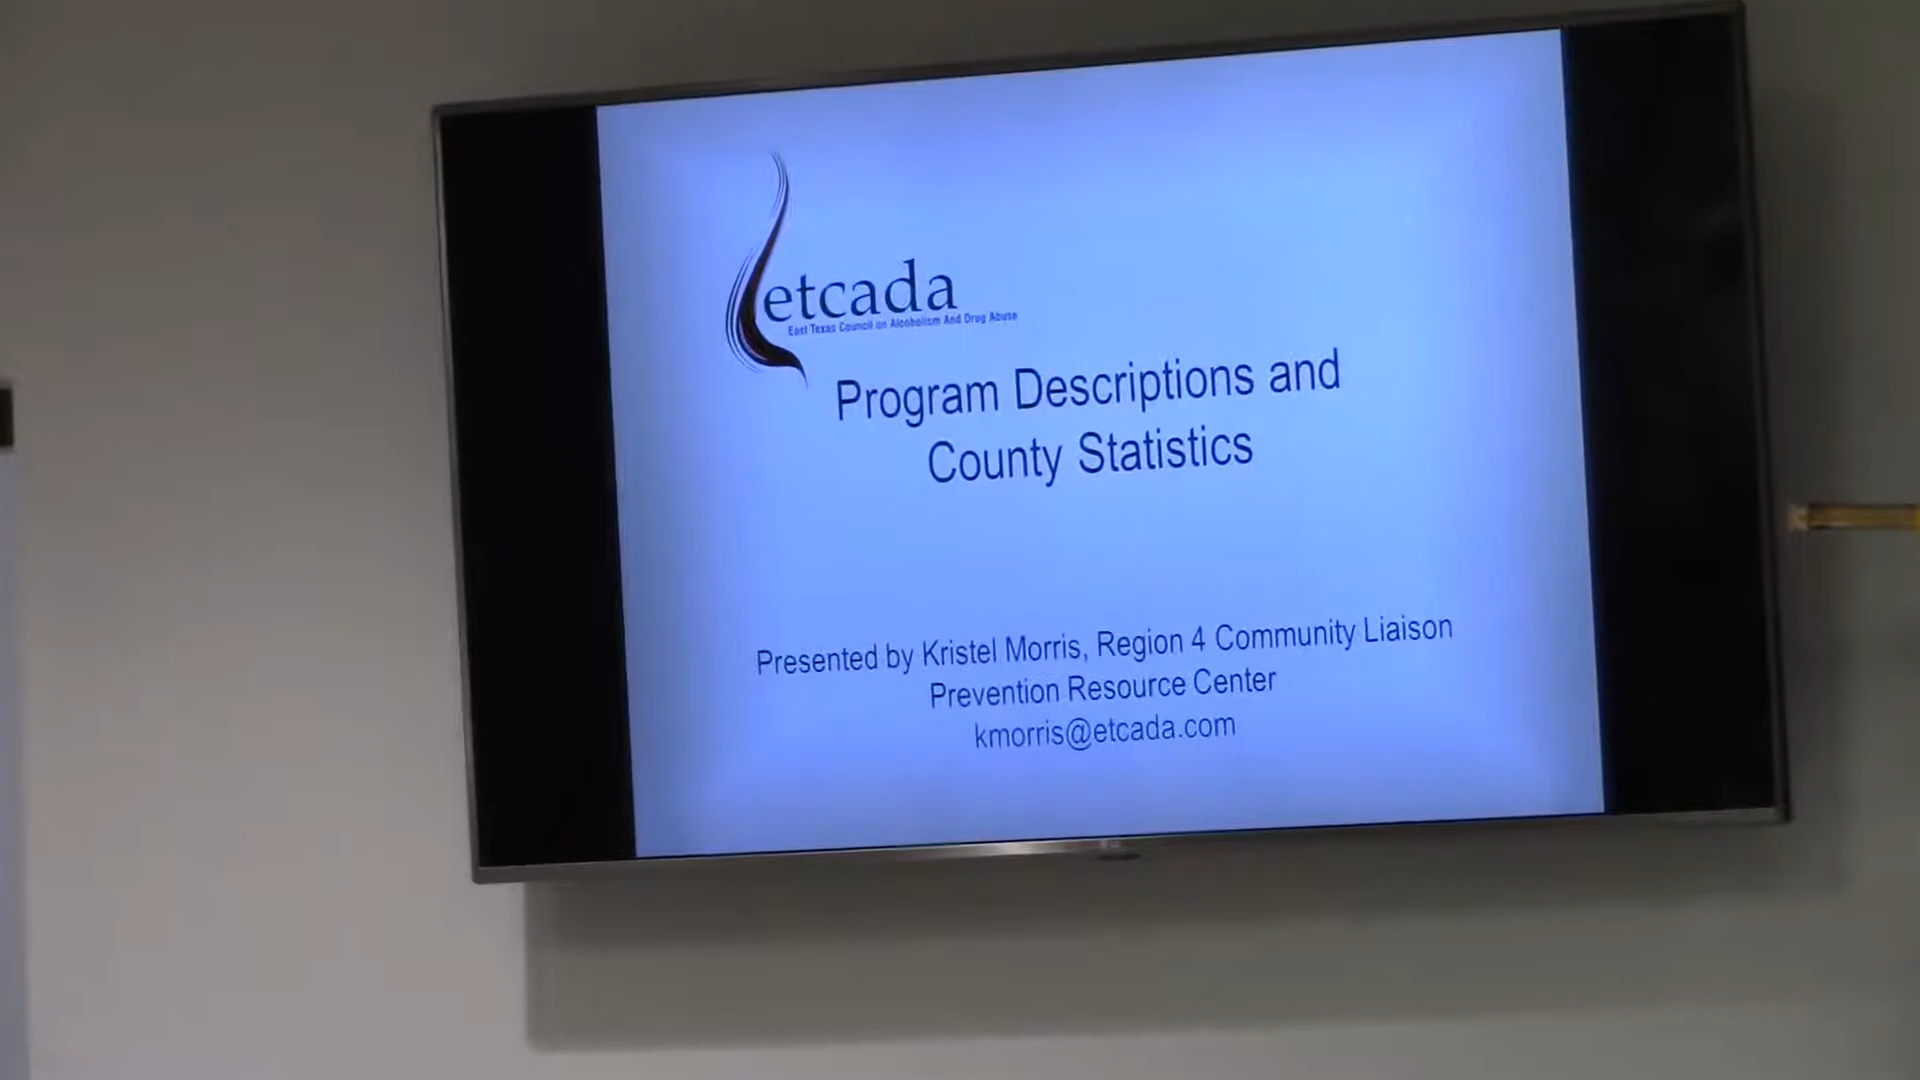 etcada
East Texas Council on Alcoholism And Drug Abuse
Program Descriptions and
County Statistics
Presented by Kristel Morris, Region 4 Community Liaison
Prevention Resource Center
kmorris@etcada.com